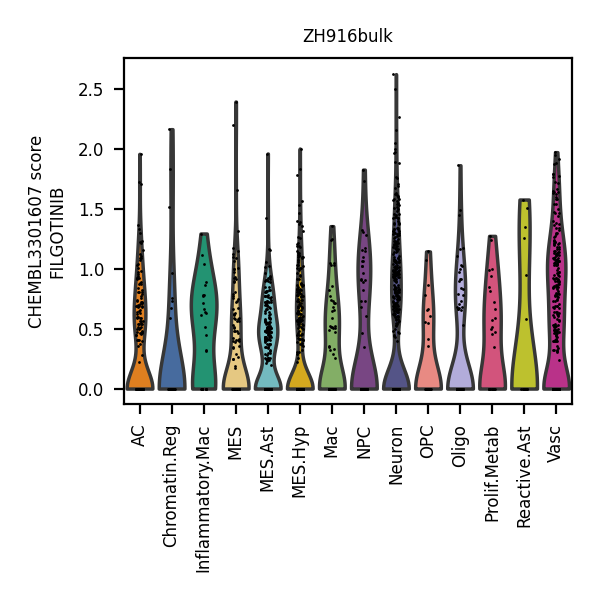 ZH916bulk
CHEMBL3301607 score
FILGOTINIB
2.5
2.0
1.5
1.0
0.5
0.0
AC
Chromatin.Reg
Inflammatory.Mac
MES
MES.Ast
MES.Hyp
Mac
NPC
Neuron
OPC
Oligo
Prolif.Metab
Reactive.Ast
Vasc